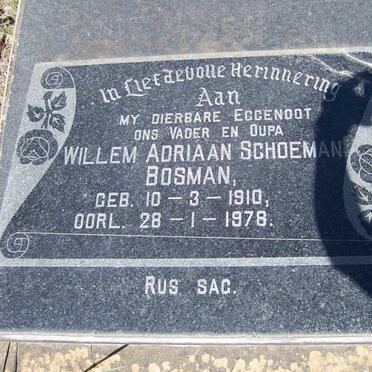 In Liefdevolle Herinnering
Aan
MY DIERBARE EGGENOOT
ONS VADER EN OUPA
WILLEM ADRIAAN SCHOEMAN
BOSMAN,
GEB. 10-3-1910,
OORL. 28-1-1978.
RUS SAG.